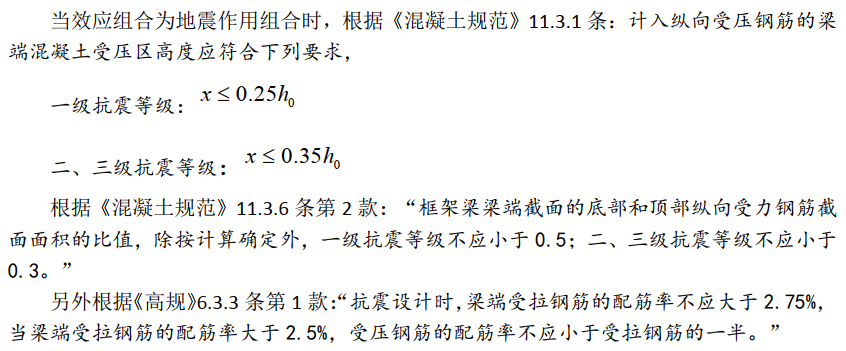 当效应组合为地震作用组合时，根据《混凝土规范》11.3.1 条：计入纵向受压钢筋的梁
端混凝土受压区高度应符合下列要求，
一级抗震等级：x ≤ 0.25h₀
二、三级抗震等级：x ≤ 0.35h₀
根据《混凝土规范》11.3.6 条第 2 款：“框架梁梁端截面的底部和顶部纵向受力钢筋截
面面积的比值，除按计算确定外，一级抗震等级不应小于 0.5；二、三级抗震等级不应小于
0.3。”
另外根据《高规》6.3.3 条第 1 款：“抗震设计时，梁端受拉钢筋的配筋率不应大于 2.75%，
当梁端受拉钢筋的配筋率大于 2.5%，受压钢筋的配筋率不应小于受拉钢筋的一半。”